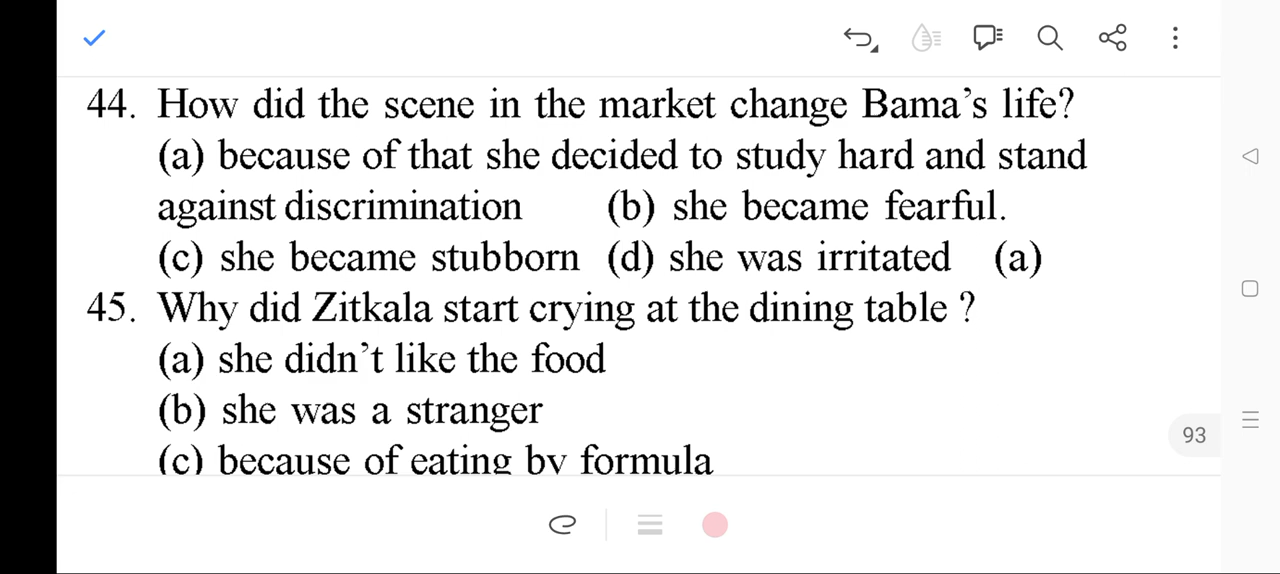 44. How did the scene in the market change Bama's life?
(a) because of that she decided to study hard and stand
against discrimination (b) she became fearful.
(c) she became stubborn (d) she was irritated (a)
45. Why did Zitkala start crying at the dining table ?
(a) she didn't like the food
(b) she was a stranger
(c) because of eating by formula
93